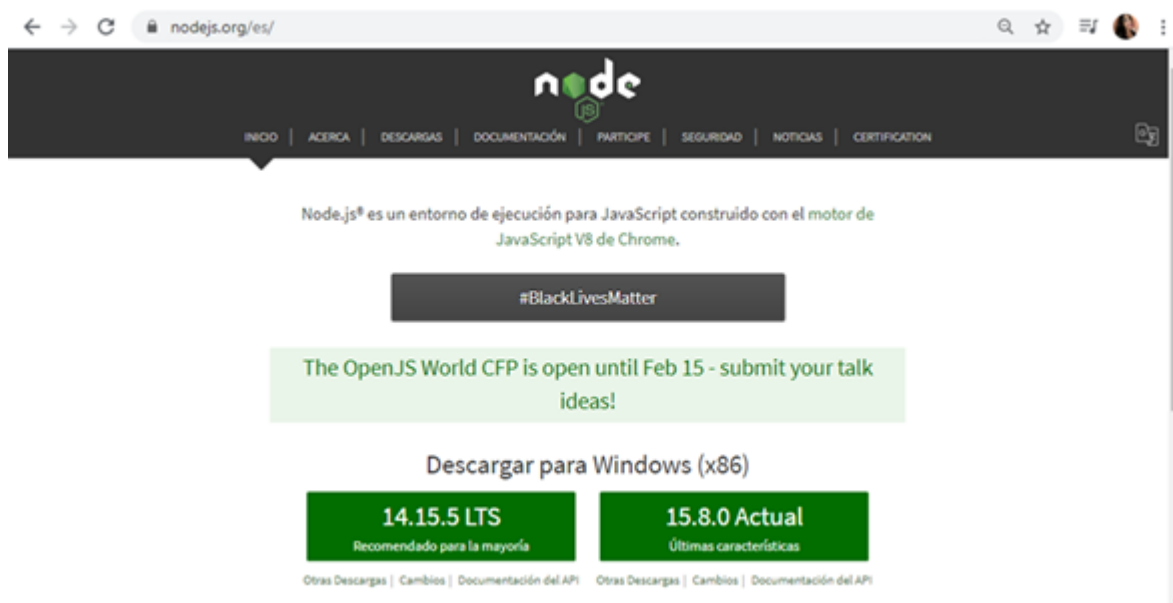 nodejs.org/es/
node
JS
INICIO | ACERCA | DESCARGAS | DOCUMENTACIÓN | PARTICIPE | SEGURIDAD | NOTICIAS | CERTIFICATION
Node.js® es un entorno de ejecución para JavaScript construido con el motor de
JavaScript V8 de Chrome.
#BlackLivesMatter
The OpenJS World CFP is open until Feb 15 - submit your talk
ideas!
Descargar para Windows (x86)
14.15.5 LTS
Recomendado para la mayoría
15.8.0 Actual
Últimas características
Otras Descargas | Cambios | Documentación del API
Otras Descargas | Cambios | Documentación del API